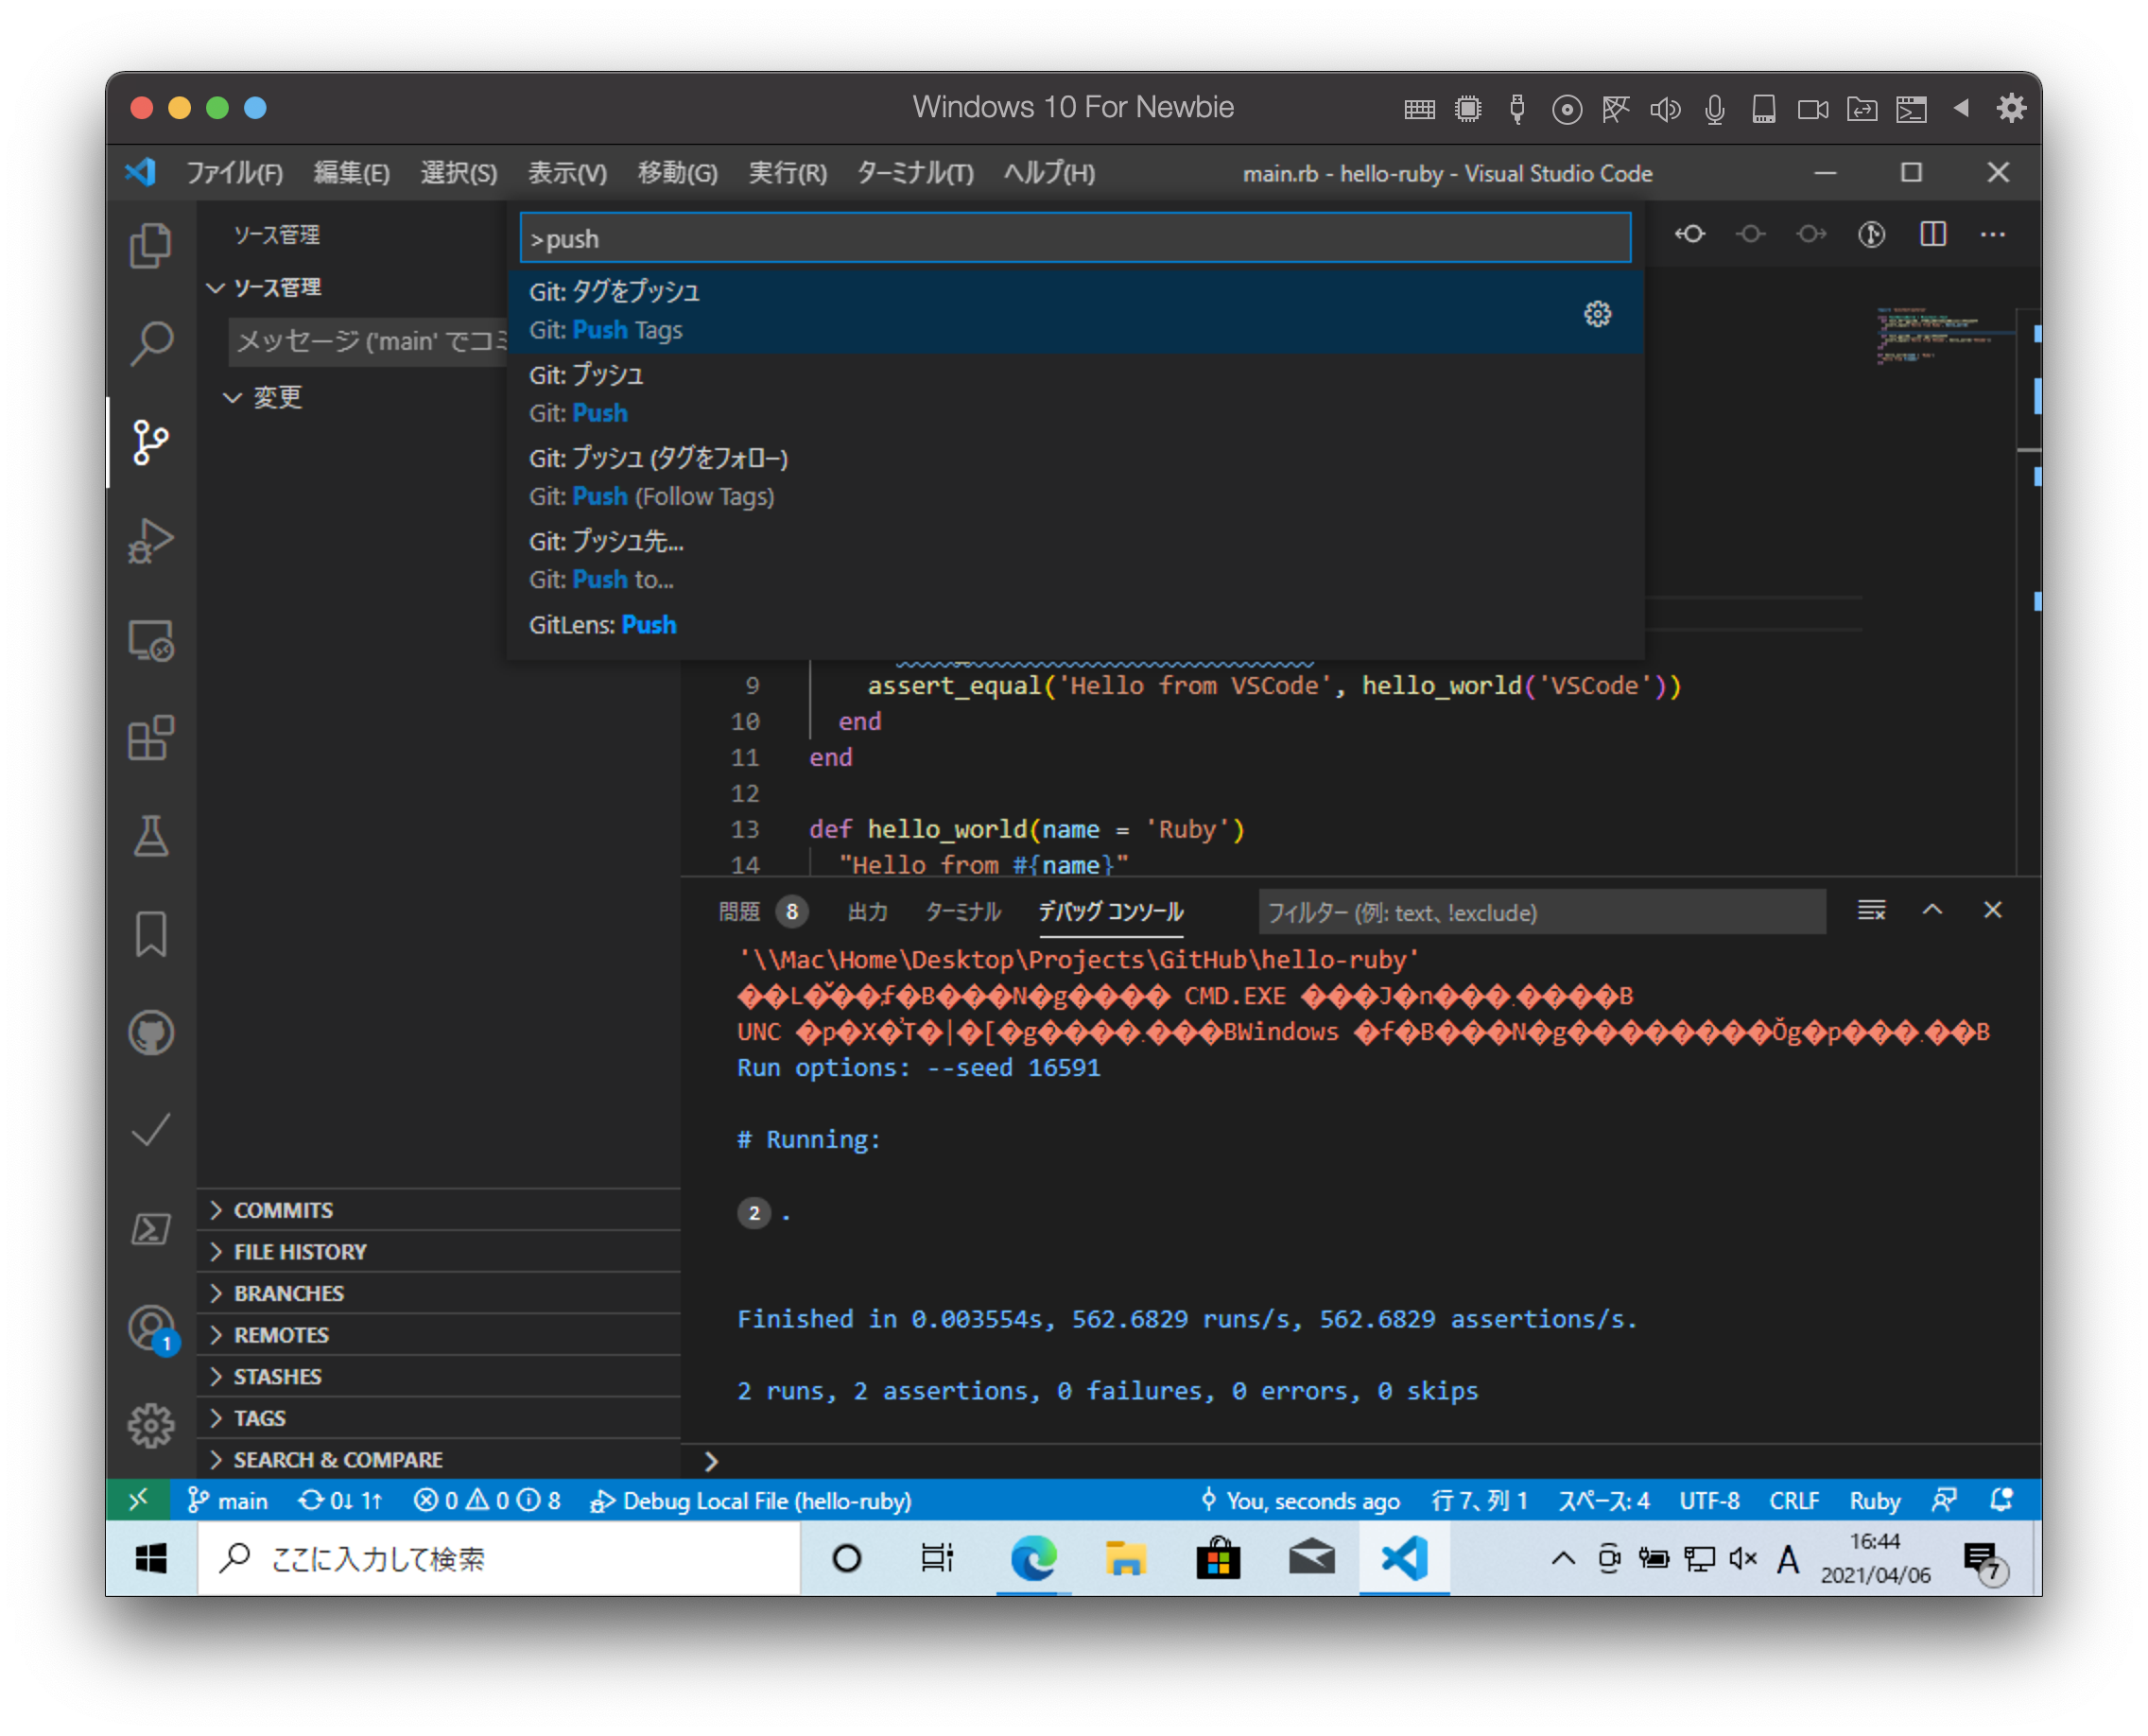 Windows 10 For Newbie
ファイル(F) 編集(E) 選択(S) 表示(V) 移動(G) 実行(R) ターミナル(T) ヘルプ(H) main.rb - hello-ruby - Visual Studio Code
ソース管理
ソース管理
メッセージ ('main' でコミ
変更
>push
Git: タグをプッシュ
Git: Push Tags
Git: プッシュ
Git: Push
Git: プッシュ (タグをフォロー)
Git: Push (Follow Tags)
Git: プッシュ先...
Git: Push to...
GitLens: Push
9 assert_equal('Hello from VSCode', hello_world('VSCode'))
10 end
11 end
12
13 def hello_world(name = 'Ruby')
14 "Hello from #{name}"
問題 8 出力 ターミナル デバッグ コンソール フィルター (例: text、!exclude)
'\\Mac\Home\Desktop\Projects\GitHub\hello-ruby'
CMD.EXE
UNC
Windows
Run options: --seed 16591
# Running:
2 .
Finished in 0.003554s, 562.6829 runs/s, 562.6829 assertions/s.
2 runs, 2 assertions, 0 failures, 0 errors, 0 skips
COMMITS
FILE HISTORY
BRANCHES
REMOTES
STASHES
TAGS
SEARCH & COMPARE
1
main 0↓ 1↑ 0 0 8 Debug Local File (hello-ruby) You, seconds ago 行 7、列 1 スペース: 4 UTF-8 CRLF Ruby
ここに入力して検索
A
16:44
2021/04/06
7